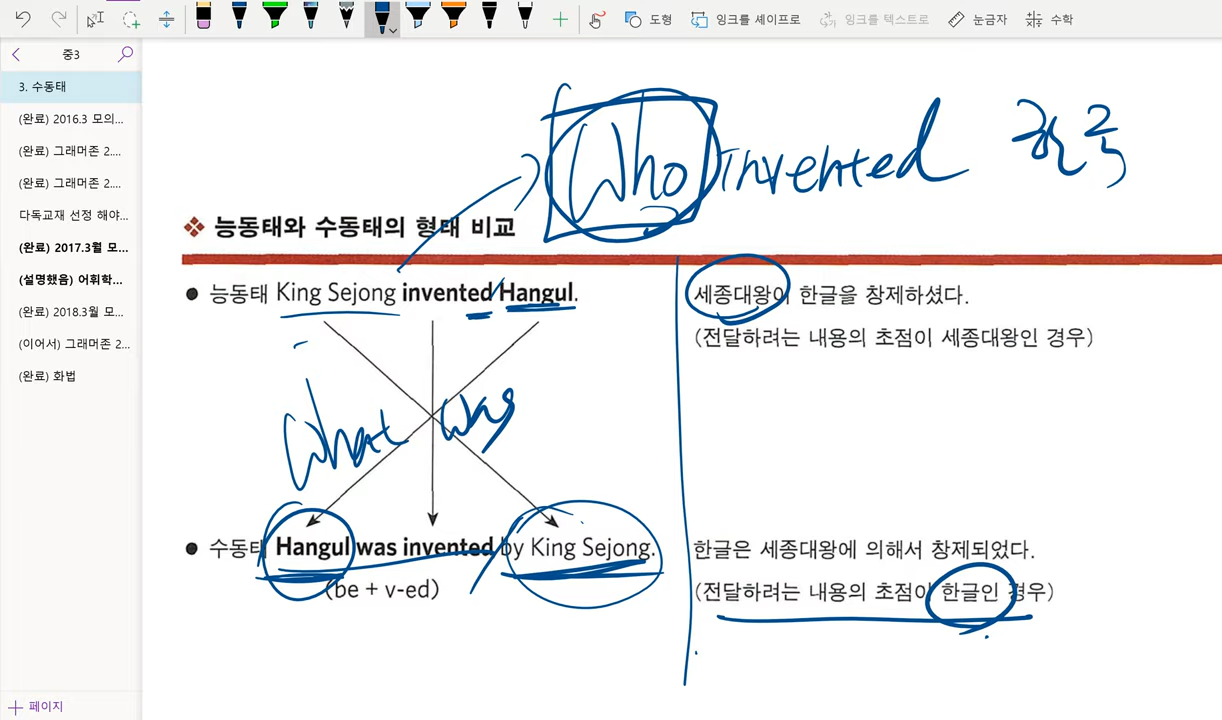 도형
잉크를 셰이프로
잉크를 텍스트로
눈금자
수학
중3
3. 수동태
(완료) 2016.3 모의...
(완료) 그래머존 2....
(완료) 그래머존 2....
다독교재 선정 해야...
(완료) 2017.3월 모...
(설명했음) 어휘학...
(완료) 2018.3월 모...
(이어서) 그래머존 2...
(완료) 화법
페이지
Who invented 한국
❖ 능동태와 수동태의 형태 비교
● 능동태 King Sejong invented Hangul. 세종대왕이 한글을 창제하셨다.
(전달하려는 내용의 초점이 세종대왕인 경우)
What was
● 수동태 Hangul was invented by King Sejong. 한글은 세종대왕에 의해서 창제되었다.
(be + v-ed) (전달하려는 내용의 초점이 한글인 경우)